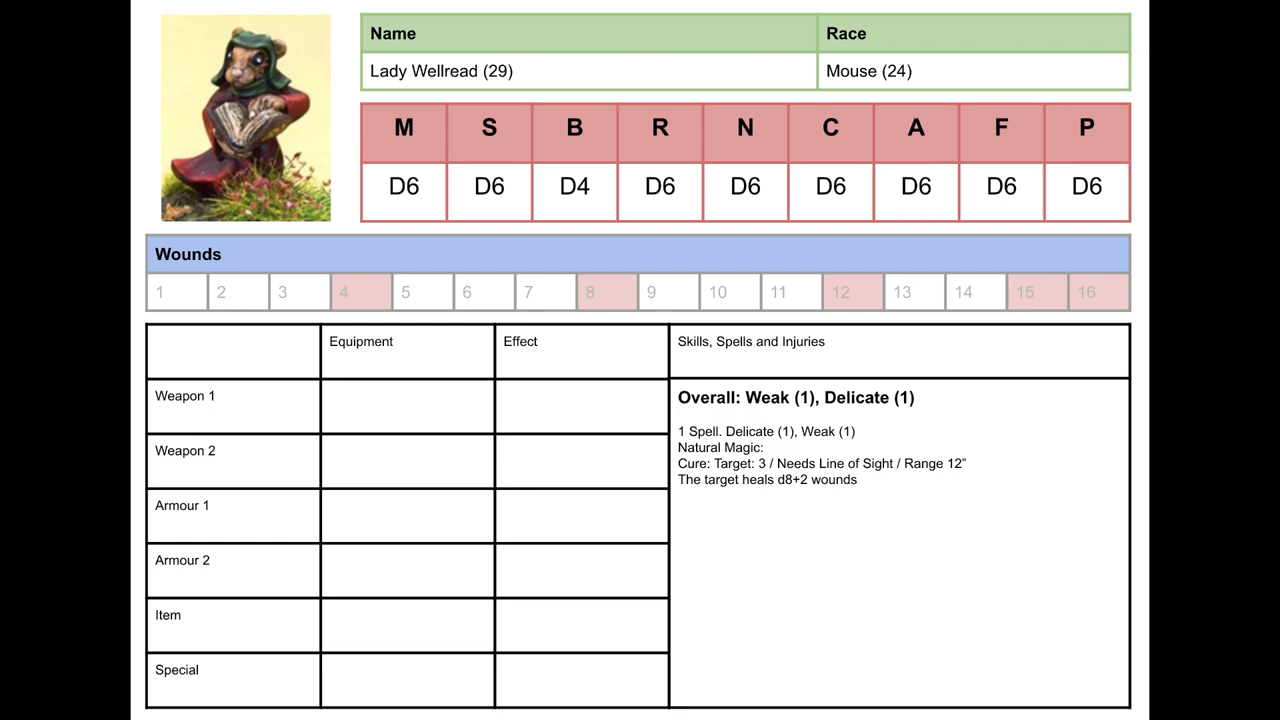 Name Race
Lady Wellread (29) Mouse (24)
M S B R N C A F P
D6 D6 D4 D6 D6 D6 D6 D6 D6
Wounds
1 2 3 4 5 6 7 8 9 10 11 12 13 14 15 16
Equipment Effect Skills, Spells and Injuries
Weapon 1
Weapon 2
Armour 1
Armour 2
Item
Special
Overall: Weak (1), Delicate (1)
1 Spell. Delicate (1), Weak (1)
Natural Magic:
Cure: Target: 3 / Needs Line of Sight / Range 12”
The target heals d8+2 wounds